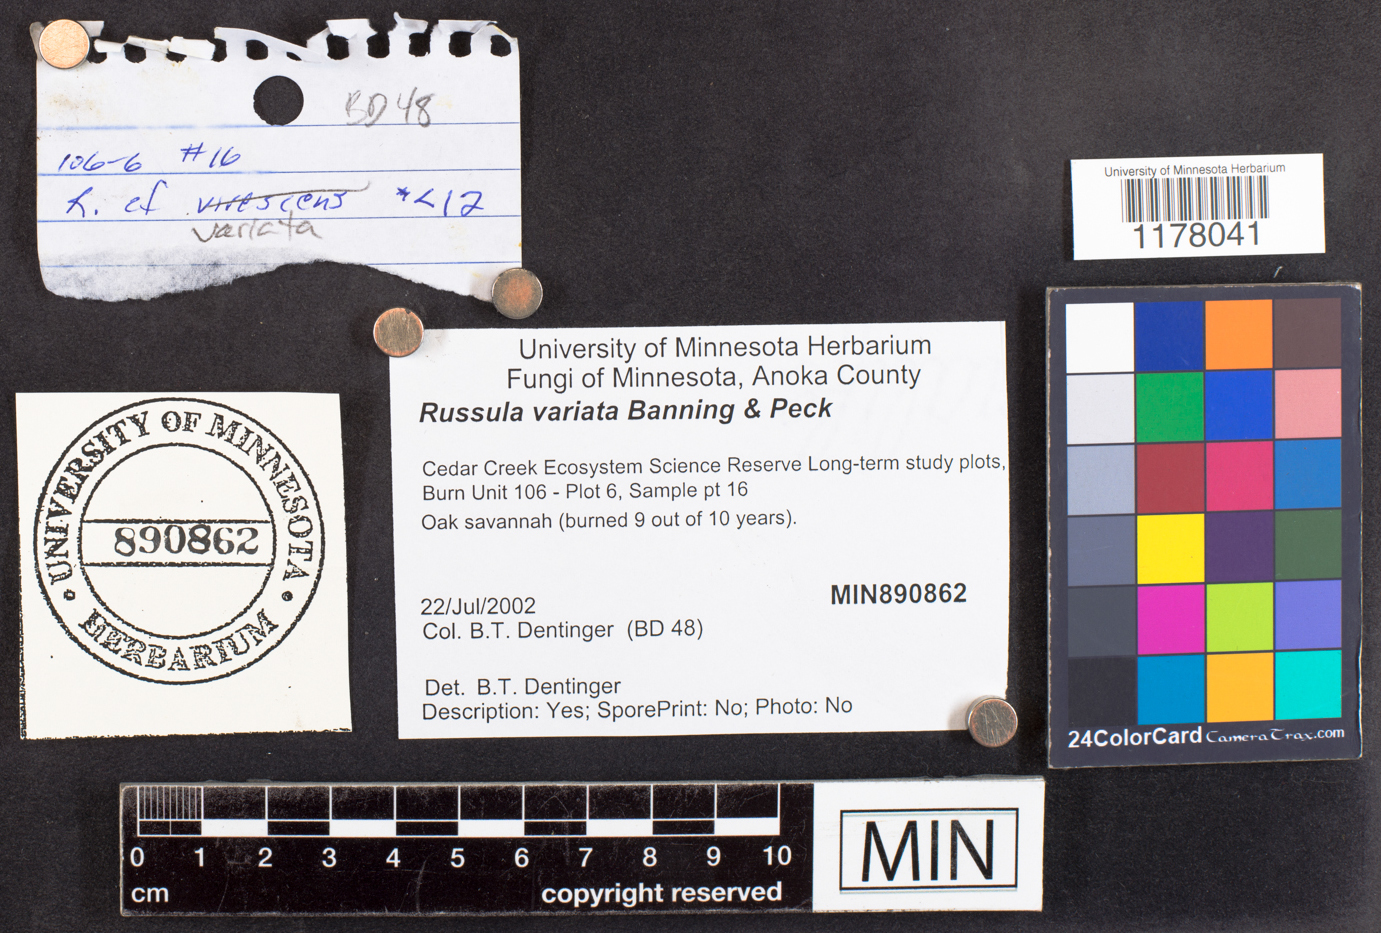 BD 48
106-6 #16
R. cf virescens *<12
variata
University of Minnesota Herbarium
1178041
University of Minnesota Herbarium
Fungi of Minnesota, Anoka County
Russula variata Banning & Peck
Cedar Creek Ecosystem Science Reserve Long-term study plots,
Burn Unit 106 - Plot 6, Sample pt 16
Oak savannah (burned 9 out of 10 years).
MIN890862
22/Jul/2002
Col. B.T. Dentinger (BD 48)
Det. B.T. Dentinger
Description: Yes; SporePrint: No; Photo: No
UNIVERSITY OF MINNESOTA
890862
HERBARIUM
24ColorCard CameraTrax.com
0 1 2 3 4 5 6 7 8 9 10
cm copyright reserved
MIN